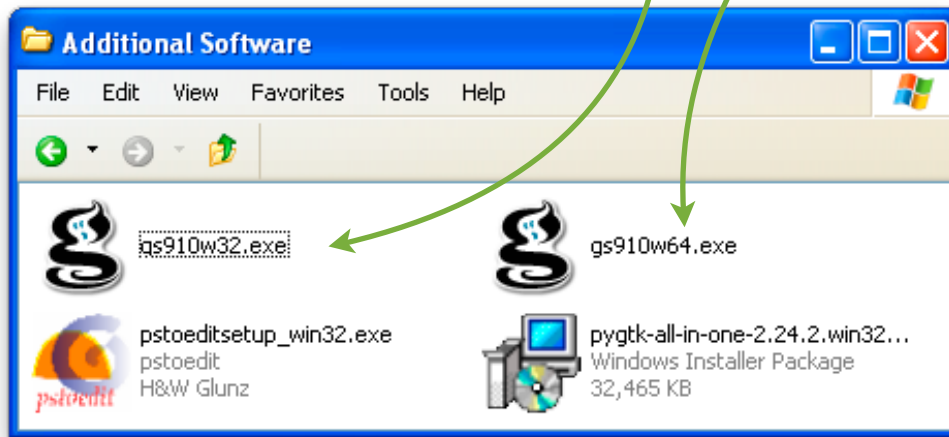 Additional Software
File Edit View Favorites Tools Help
gs910w32.exe
gs910w64.exe
pstoeditsetup_win32.exe
pstoedit
H&W Glunz
pstoedit
pygtk-all-in-one-2.24.2.win32...
Windows Installer Package
32,465 KB